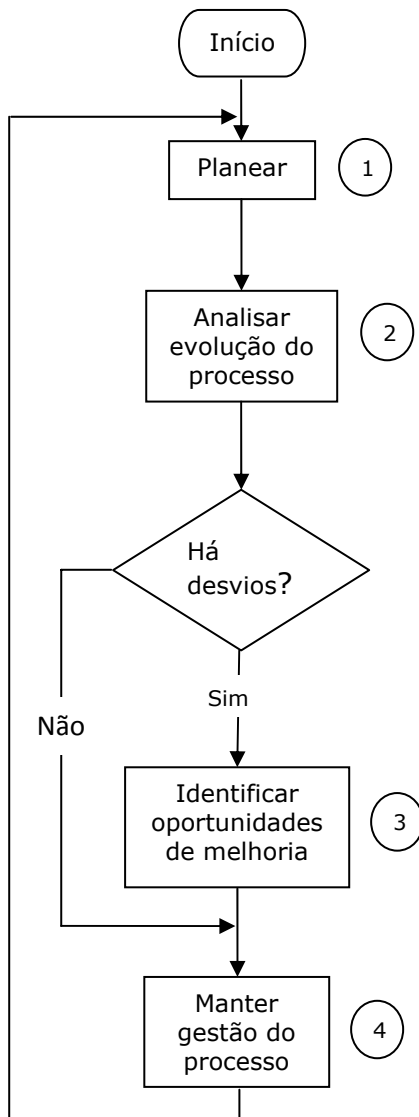 Início
Planear
1
Analisar
evolução do
processo
2
Há
desvios?
Sim
Não
Identificar
oportunidades
de melhoria
3
Manter
gestão do
processo
4